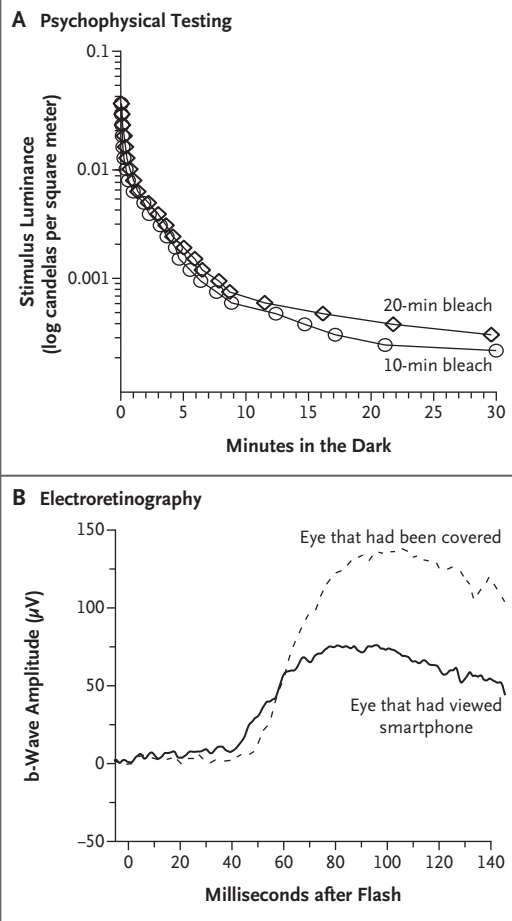 A Psychophysical Testing
Stimulus Luminance
(log candelas per square meter)
0.1
0.01
0.001
20-min bleach
10-min bleach
0 5 10 15 20 25 30
Minutes in the Dark
B Electroretinography
b-Wave Amplitude (μV)
150
100
50
0
−50
Eye that had been covered
Eye that had viewed
smartphone
0 20 40 60 80 100 120 140
Milliseconds after Flash